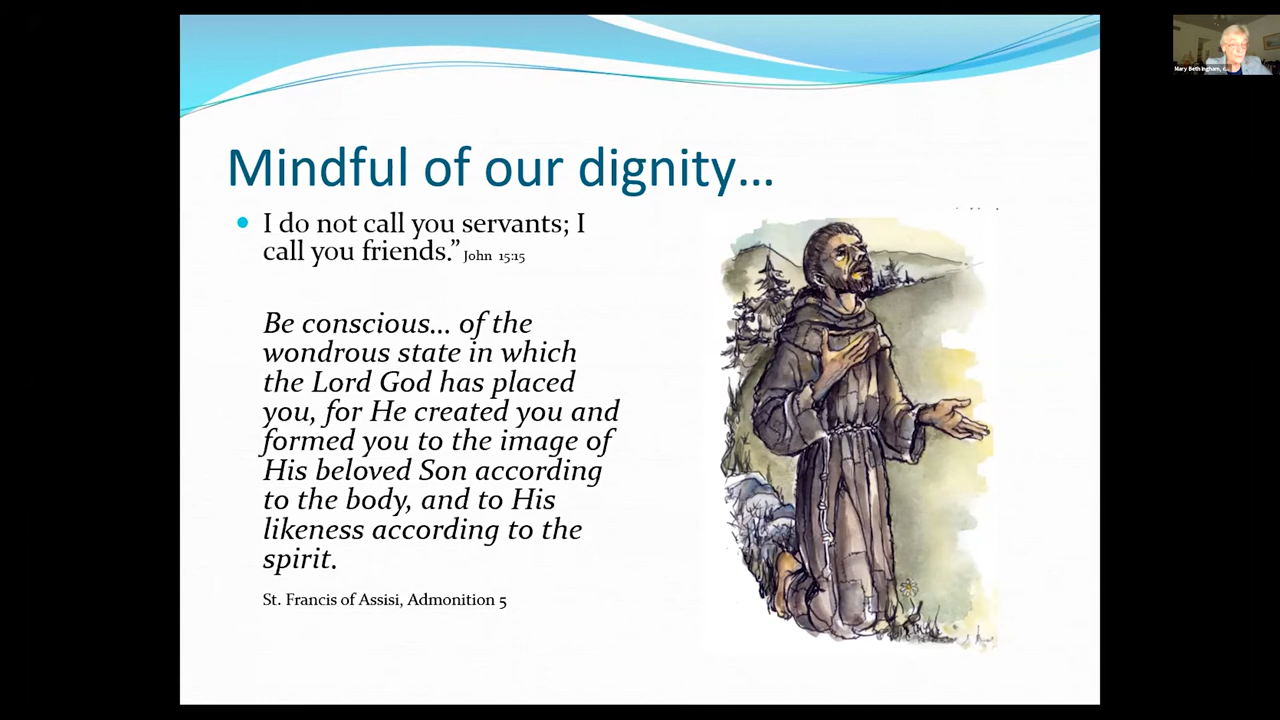 Mindful of our dignity…
• I do not call you servants; I
call you friends.” John 15:15
Be conscious… of the
wondrous state in which
the Lord God has placed
you, for He created you and
formed you to the image of
His beloved Son according
to the body, and to His
likeness according to the
spirit.
St. Francis of Assisi, Admonition 5
Mary Beth Ingham,